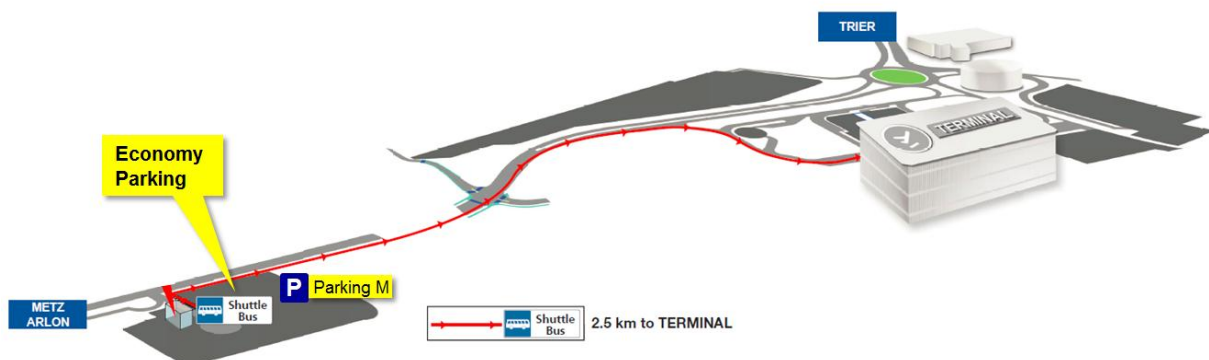 TRIER
TERMINAL
Economy
Parking
P Parking M
METZ
ARLON
Shuttle
Bus
Shuttle
Bus
2.5 km to TERMINAL